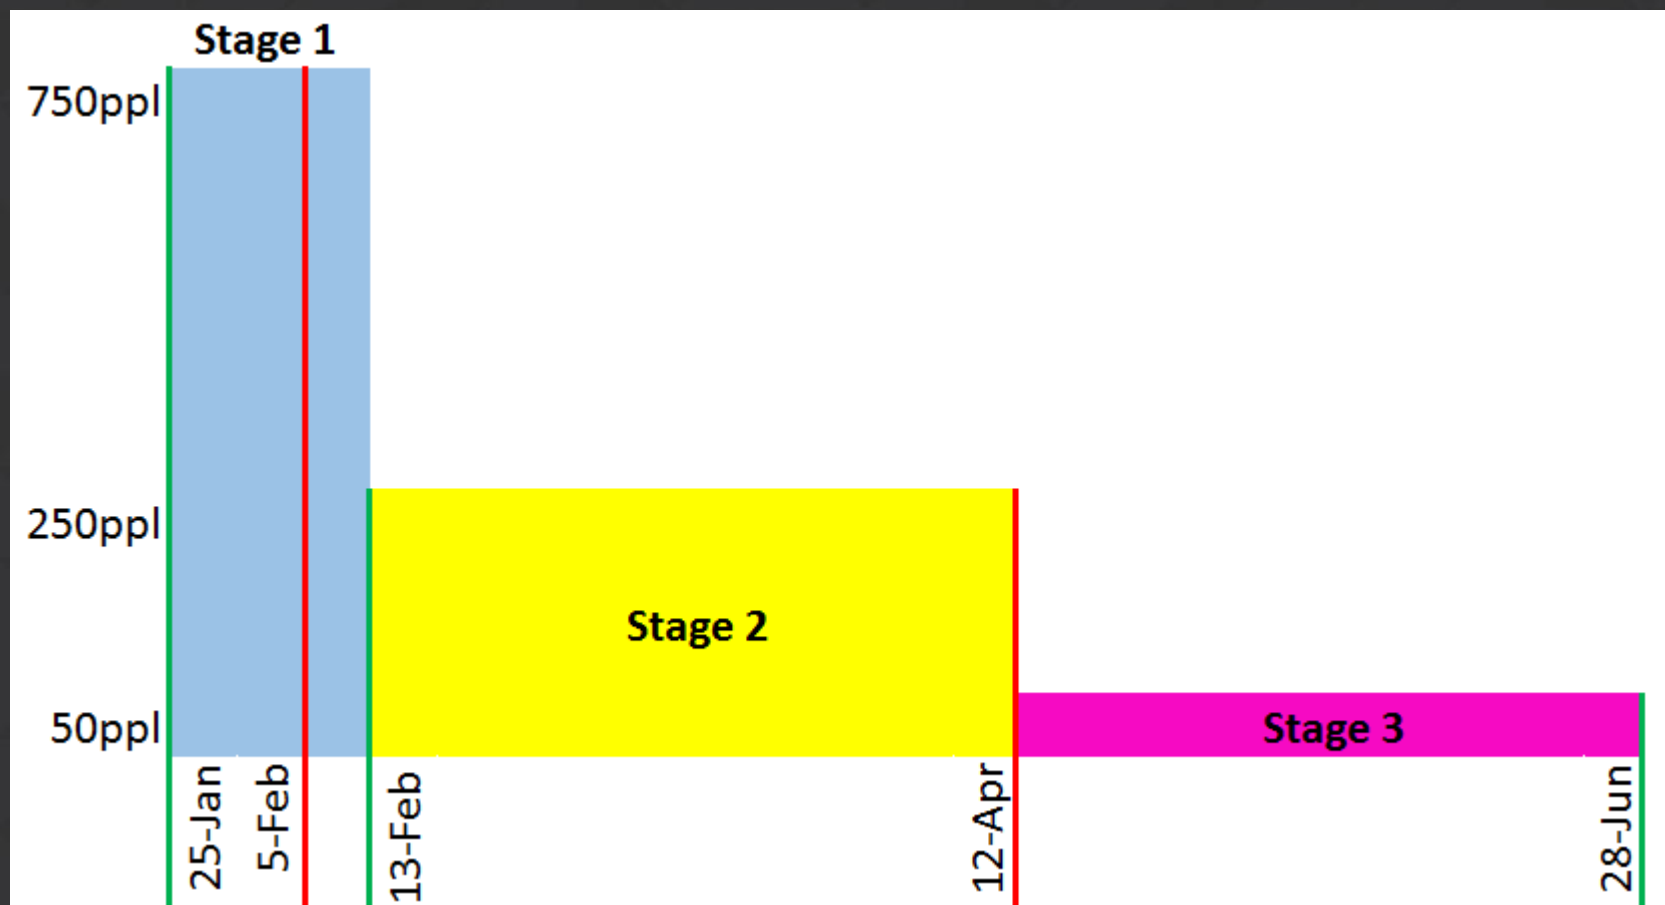 Stage 1
750ppl
250ppl
Stage 2
50ppl
Stage 3
25-Jan
5-Feb
13-Feb
12-Apr
28-Jun